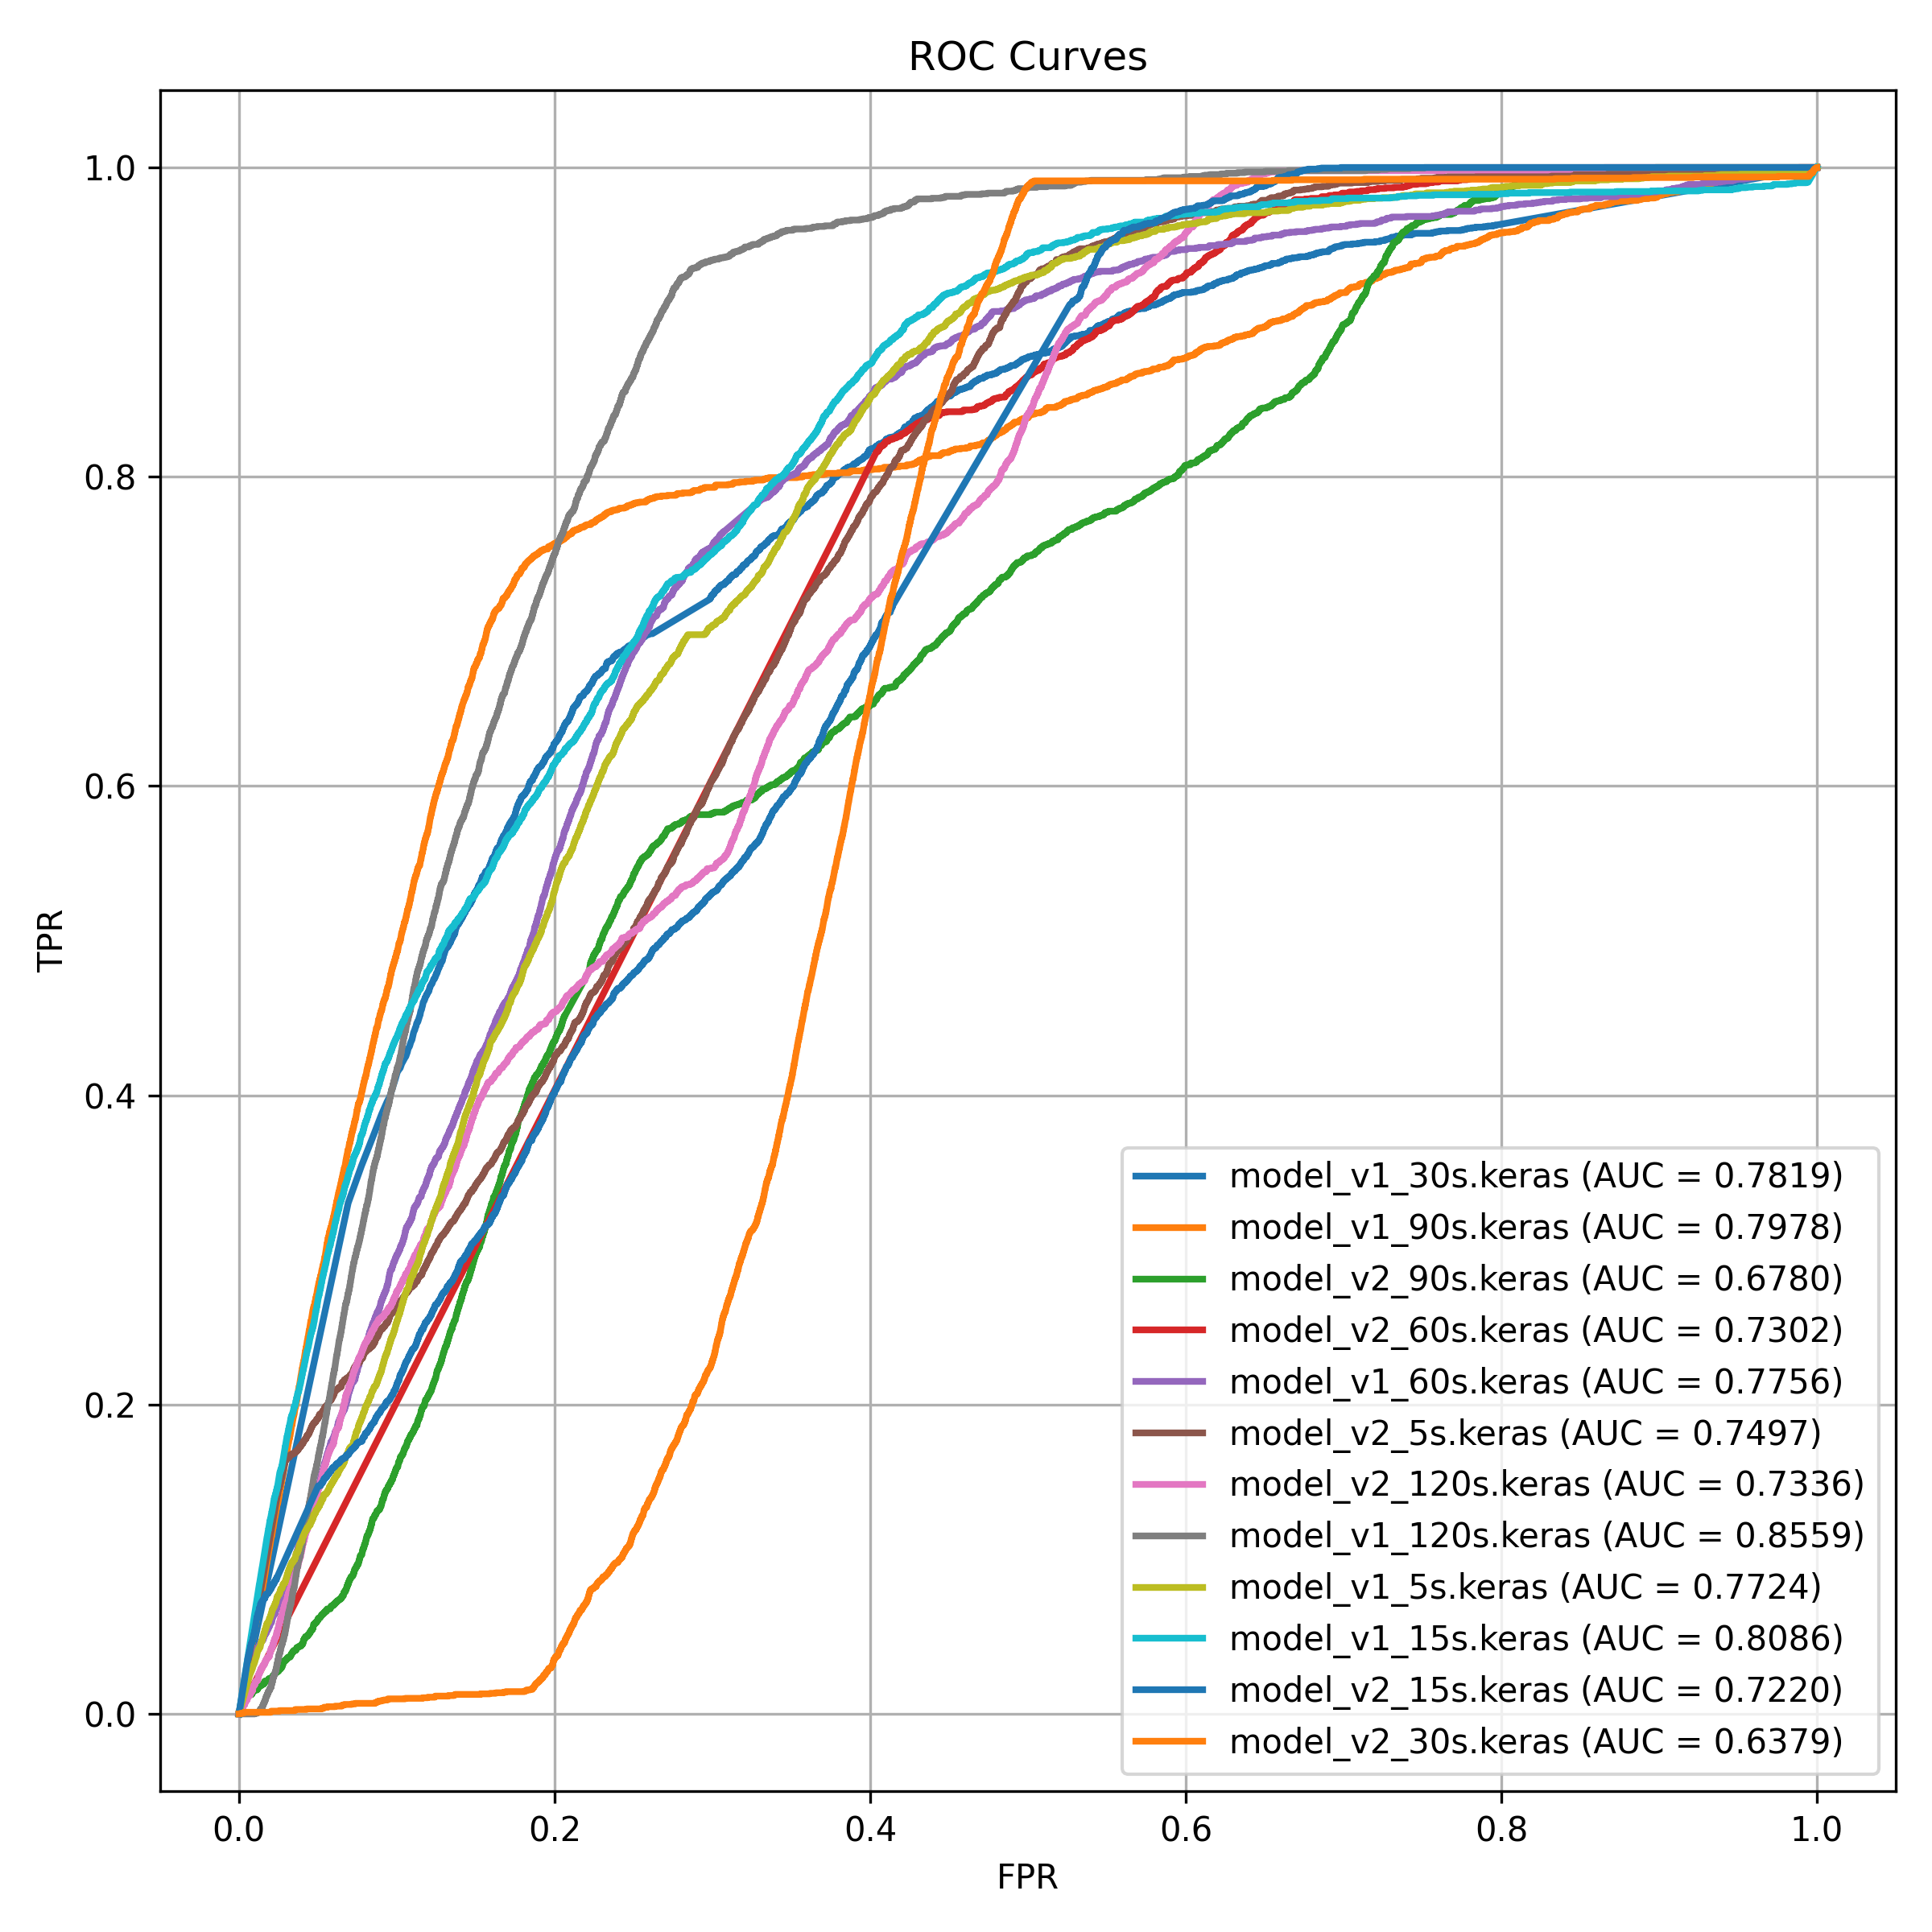 ROC Curves
TPR
1.0
0.8
0.6
0.4
0.2
0.0
model_v1_30s.keras (AUC = 0.7819)
model_v1_90s.keras (AUC = 0.7978)
model_v2_90s.keras (AUC = 0.6780)
model_v2_60s.keras (AUC = 0.7302)
model_v1_60s.keras (AUC = 0.7756)
model_v2_5s.keras (AUC = 0.7497)
model_v2_120s.keras (AUC = 0.7336)
model_v1_120s.keras (AUC = 0.8559)
model_v1_5s.keras (AUC = 0.7724)
model_v1_15s.keras (AUC = 0.8086)
model_v2_15s.keras (AUC = 0.7220)
model_v2_30s.keras (AUC = 0.6379)
0.0 0.2 0.4 0.6 0.8 1.0
FPR